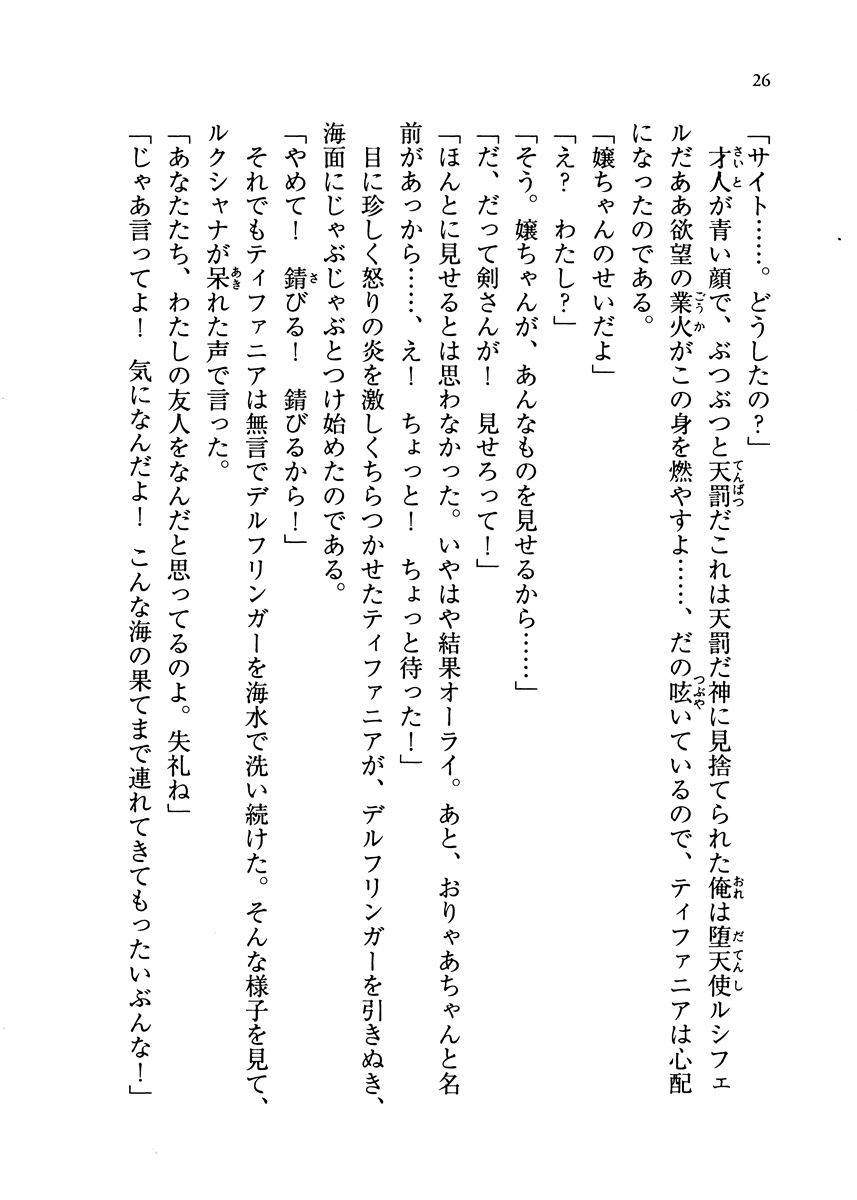 26
「サイト……。どうしたの？」
才人が青い顔で、ぶつぶつと天罰だこれは天罰だ神に見捨てられた俺は堕天使ルシフェ
ルだああ欲望の業火がこの身を燃やすよ……、だの呟いているので、ティファニアは心配
になったのである。
「嬢ちゃんのせいだよ」
「え？　わたし？」
「そう。嬢ちゃんが、あんなものを見せるから……」
「だ、だって剣さんが！　見せろって！」
「ほんとに見せるとは思わなかった。いやはや結果オーライ。あと、おりゃあちゃんと名
前があっから……、え！　ちょっと！　ちょっと待った！」
目に珍しく怒りの炎を激しくちらつかせたティファニアが、デルフリンガーを引きぬき、
海面にじゃぶじゃぶとつけ始めたのである。
「やめて！　錆びる！　錆びるから！」
それでもティファニアは無言でデルフリンガーを海水で洗い続けた。そんな様子を見て、
ルクシャナが呆れた声で言った。
「あなたたち、わたしの友人をなんだと思ってるのよ。失礼ね」
「じゃあ言ってよ！　気になんだよ！　こんな海の果てまで連れてきてもったいぶんな！」